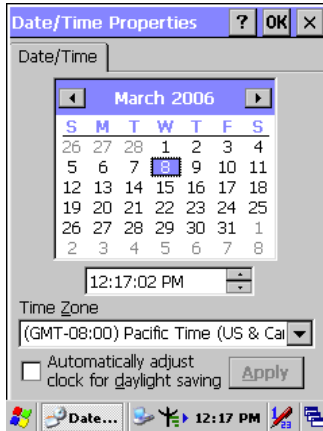 Date/Time Properties ? OK ×
Date/Time
March 2006
S M T W T F S
26 27 28 1 2 3 4
5 6 7 8 9 10 11
12 13 14 15 16 17 18
19 20 21 22 23 24 25
26 27 28 29 30 31 1
2 3 4 5 6 7 8
12:17:02 PM
Time Zone
(GMT-08:00) Pacific Time (US & Ca
Automatically adjust
clock for daylight saving
Apply
Date... 12:17 PM